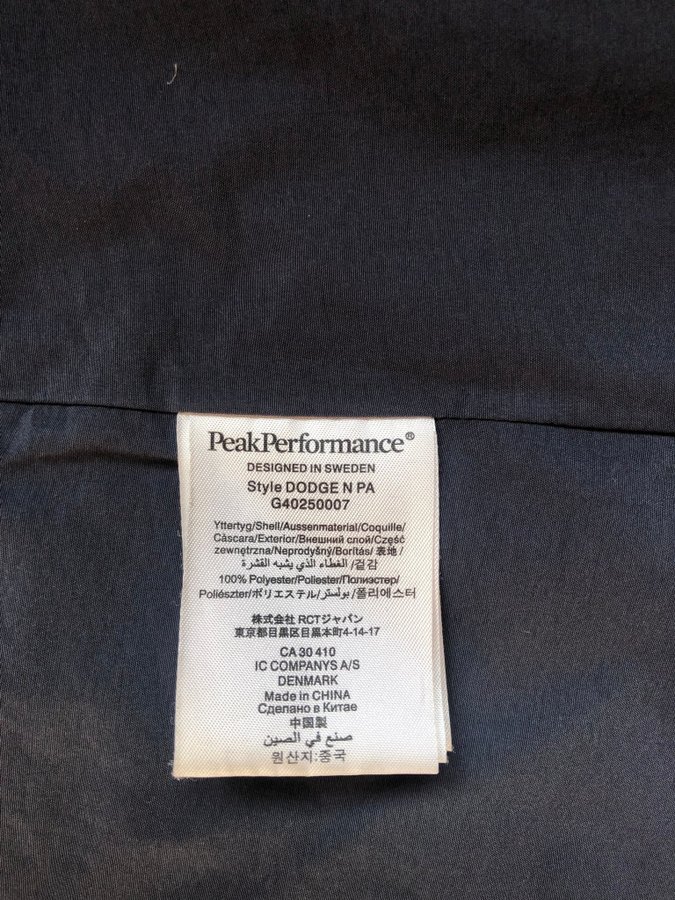 PeakPerformance®
DESIGNED IN SWEDEN
Style DODGE N PA
G40250007
Yttertyg/Shell/Aussenmaterial/Coquille/
Càscara/Exterior/Внешний слой/Część
zewnętrzna/Neprodyšný/Borítás/表地/
الغطاء الذي يشبه القشرة/겉감
100% Polyester/Poliester/Полиэстер/
Poliészter/ポリエステル/بولستر/폴리에스터
株式会社 RCTジャパン
東京都目黒区目黒本町4-14-17
CA 30 410
IC COMPANYS A/S
DENMARK
Made in CHINA
Сделано в Китае
中国製
صنع في الصين
원산지:중국